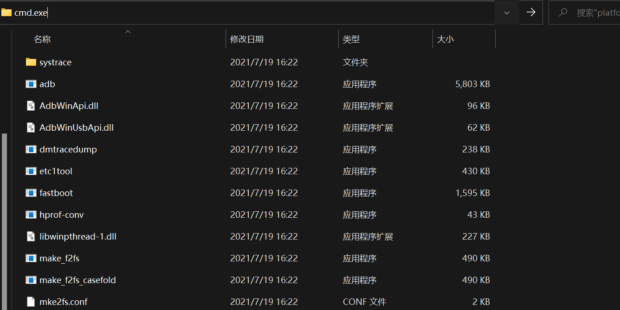 cmd.exe 搜索"platfo
名称 修改日期 类型 大小
systrace 2021/7/19 16:22 文件夹
adb 2021/7/19 16:22 应用程序 5,803 KB
AdbWinApi.dll 2021/7/19 16:22 应用程序扩展 96 KB
AdbWinUsbApi.dll 2021/7/19 16:22 应用程序扩展 62 KB
dmtracedump 2021/7/19 16:22 应用程序 238 KB
etc1tool 2021/7/19 16:22 应用程序 430 KB
fastboot 2021/7/19 16:22 应用程序 1,595 KB
hprof-conv 2021/7/19 16:22 应用程序 43 KB
libwinpthread-1.dll 2021/7/19 16:22 应用程序扩展 227 KB
make_f2fs 2021/7/19 16:22 应用程序 490 KB
make_f2fs_casefold 2021/7/19 16:22 应用程序 490 KB
mke2fs.conf 2021/7/19 16:22 CONF 文件 2 KB